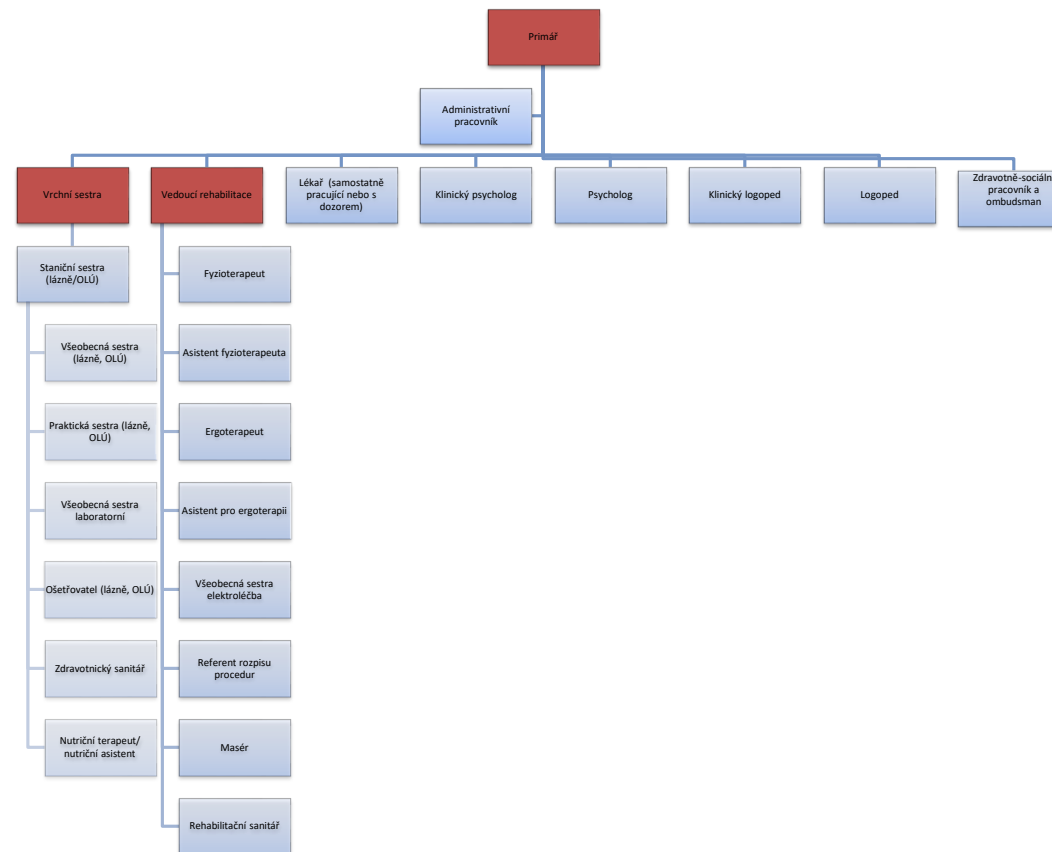 Primář
Administrativní
pracovník
Vrchní sestra
Vedoucí rehabilitace
Lékař (samostatně
pracující nebo s
dozorem)
Klinický psycholog
Psycholog
Klinický logoped
Logoped
Zdravotně-sociáln
pracovník a
ombudsman
Staniční sestra
(lázně/OLÚ)
Všeobecná sestra
(lázně, OLÚ)
Praktická sestra (lázně,
OLÚ)
Všeobecná sestra
laboratorní
Ošetřovatel (lázně, OLÚ)
Zdravotnický sanitář
Nutriční terapeut/
nutriční asistent
Fyzioterapeut
Asistent fyzioterapeuta
Ergoterapeut
Asistent pro ergoterapii
Všeobecná sestra
elektroléčba
Referent rozpisu
procedur
Masér
Rehabilitační sanitář